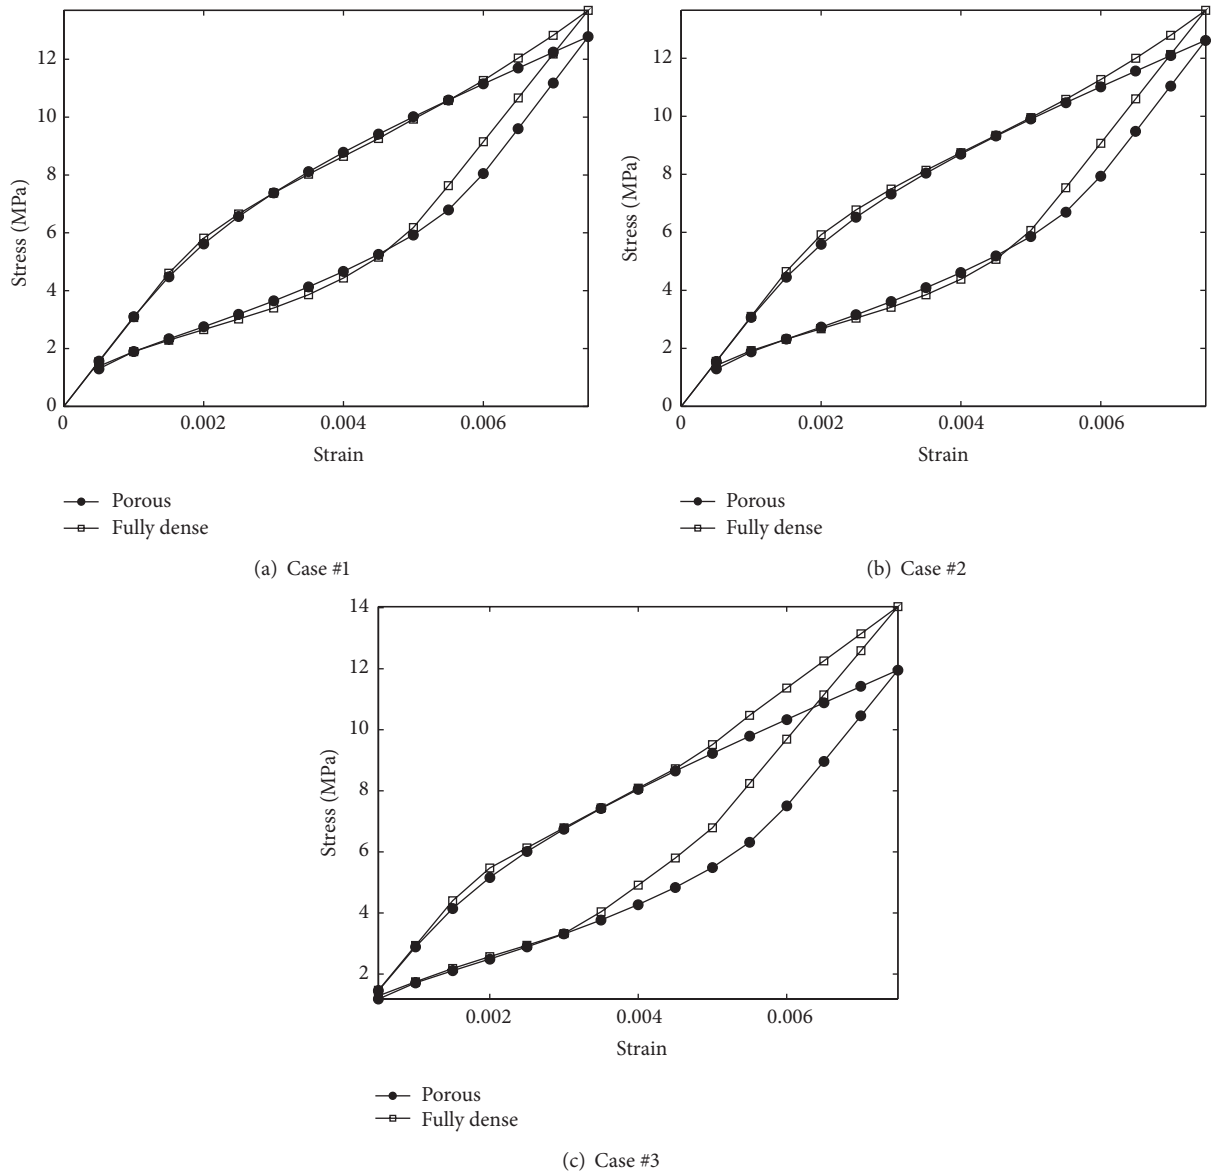 12
10
8
6
4
2
0
Stress (MPa)
0 0.002 0.004 0.006
Strain
Porous
Fully dense
(a) Case #1
12
10
8
6
4
2
0
Stress (MPa)
0 0.002 0.004 0.006
Strain
Porous
Fully dense
(b) Case #2
14
12
10
8
6
4
2
Stress (MPa)
0.002 0.004 0.006
Strain
Porous
Fully dense
(c) Case #3